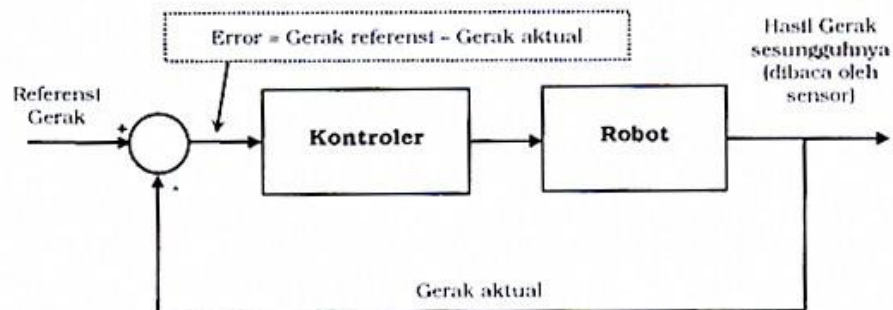 Error = Gerak referensi – Gerak aktual
Hasil Gerak
sesungguhnya
(dibaca oleh
sensor)
Referensi
Gerak
+
-
Kontroler
Robot
Gerak aktual